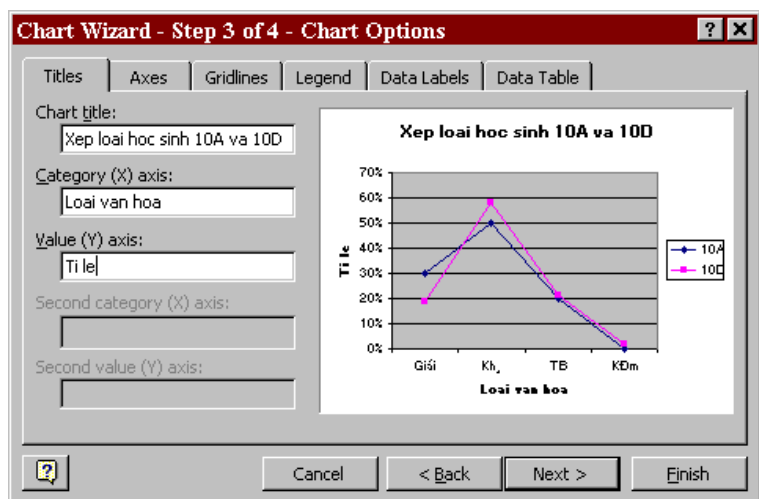 Chart Wizard - Step 3 of 4 - Chart Options
? X
Titles Axes Gridlines Legend Data Labels Data Table
Chart title:
Xep loai hoc sinh 10A va 10D
Category (X) axis:
Loai van hoa
Value (Y) axis:
Ti le
Second category (X) axis:
Second value (Y) axis:
Xep loai hoc sinh 10A va 10D
70%
60%
50%
40%
30%
20%
10%
0%
Ti le
Giái Kh¸ TB KÐm
Loai van hoa
10A
10D
? Cancel < Back Next > Finish